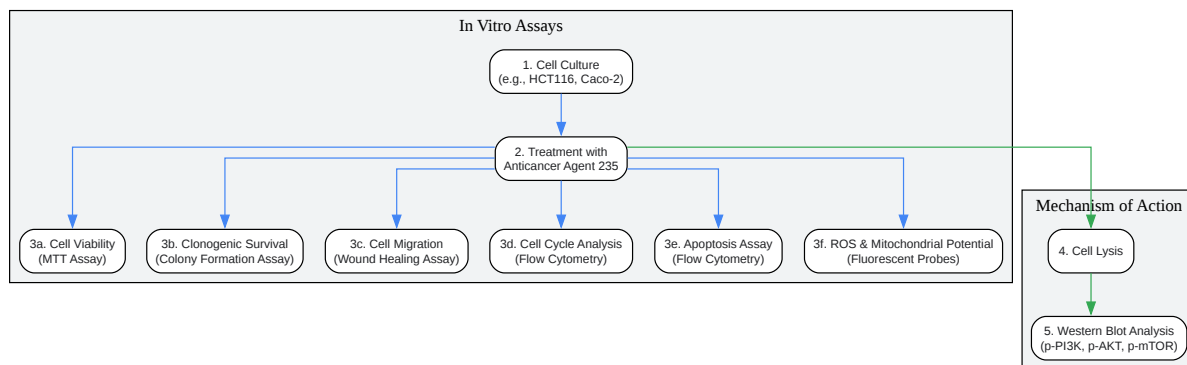 In Vitro Assays
1. Cell Culture
(e.g., HCT116, Caco-2)
2. Treatment with
Anticancer Agent 235
3a. Cell Viability
(MTT Assay)
3b. Clonogenic Survival
(Colony Formation Assay)
3c. Cell Migration
(Wound Healing Assay)
3d. Cell Cycle Analysis
(Flow Cytometry)
3e. Apoptosis Assay
(Flow Cytometry)
3f. ROS & Mitochondrial Potential
(Fluorescent Probes)
Mechanism of Action
4. Cell Lysis
5. Western Blot Analysis
(p-PI3K, p-AKT, p-mTOR)